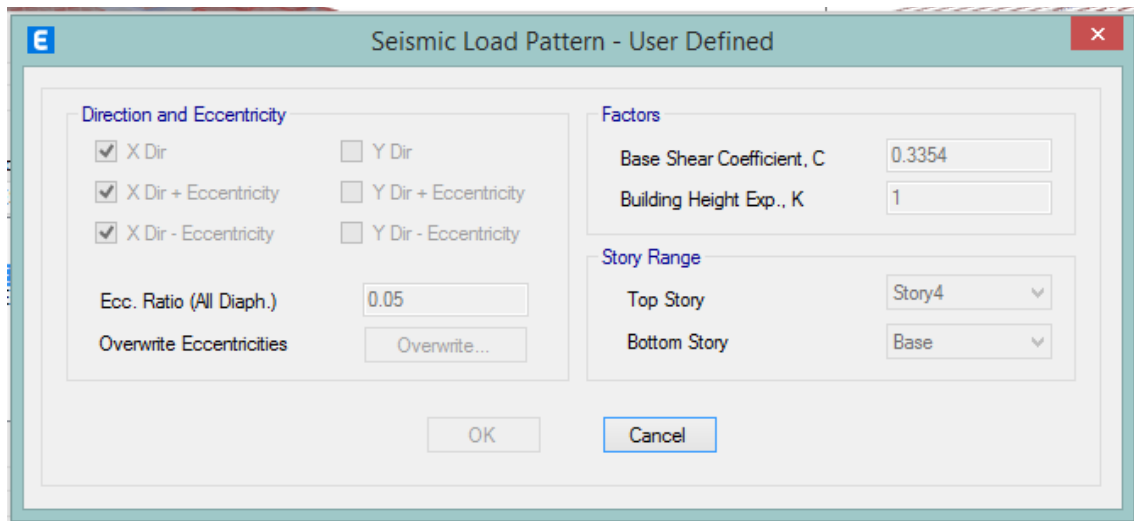 E
Seismic Load Pattern - User Defined
Direction and Eccentricity
X Dir
Y Dir
X Dir + Eccentricity
Y Dir + Eccentricity
X Dir - Eccentricity
Y Dir - Eccentricity
Ecc. Ratio (All Diaph.)
0.05
Overwrite Eccentricities
Overwrite...
Factors
Base Shear Coefficient, C
0.3354
Building Height Exp., K
1
Story Range
Top Story
Story4
Bottom Story
Base
OK
Cancel